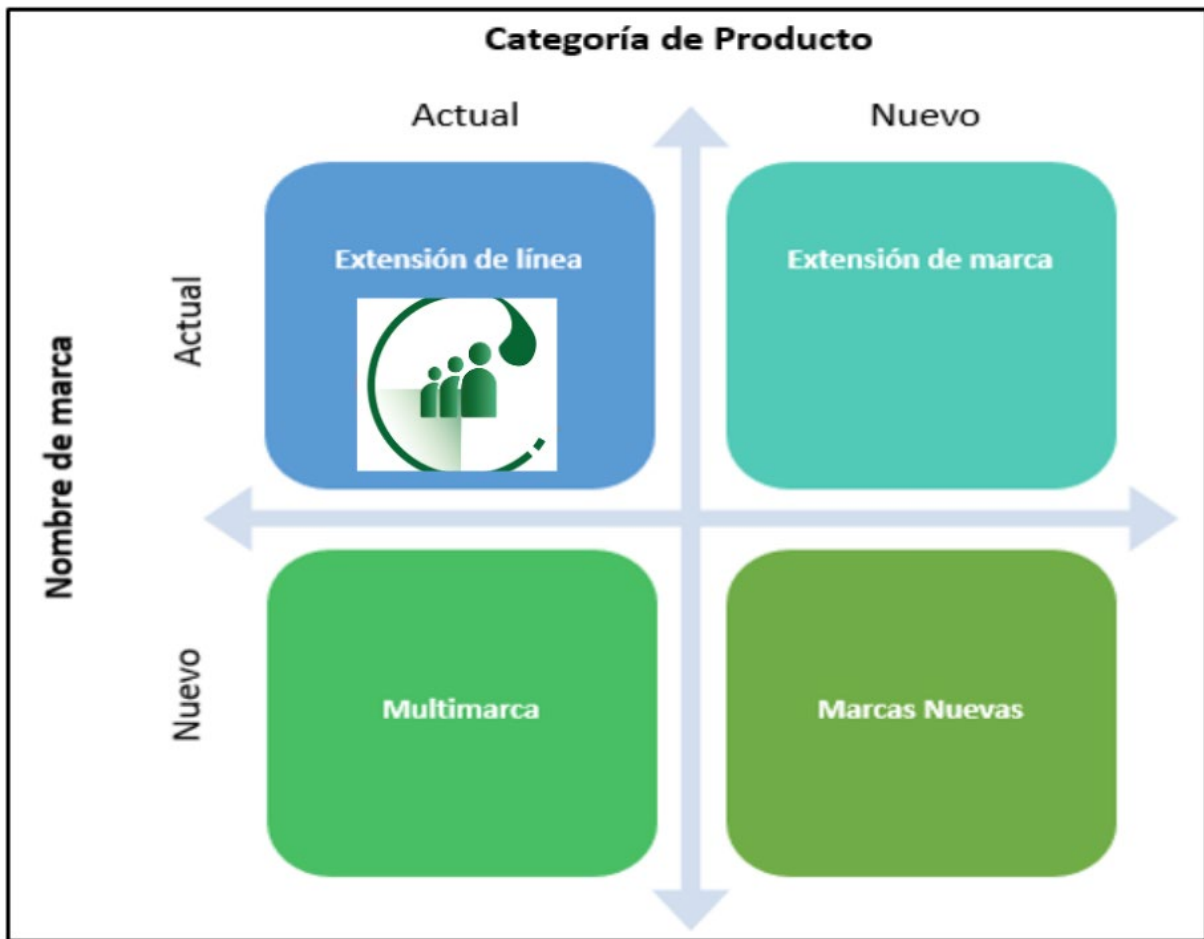 Categoría de Producto
Actual
Nuevo
Nombre de marca
Actual
Extensión de línea
Extensión de marca
Nuevo
Multimarca
Marcas Nuevas